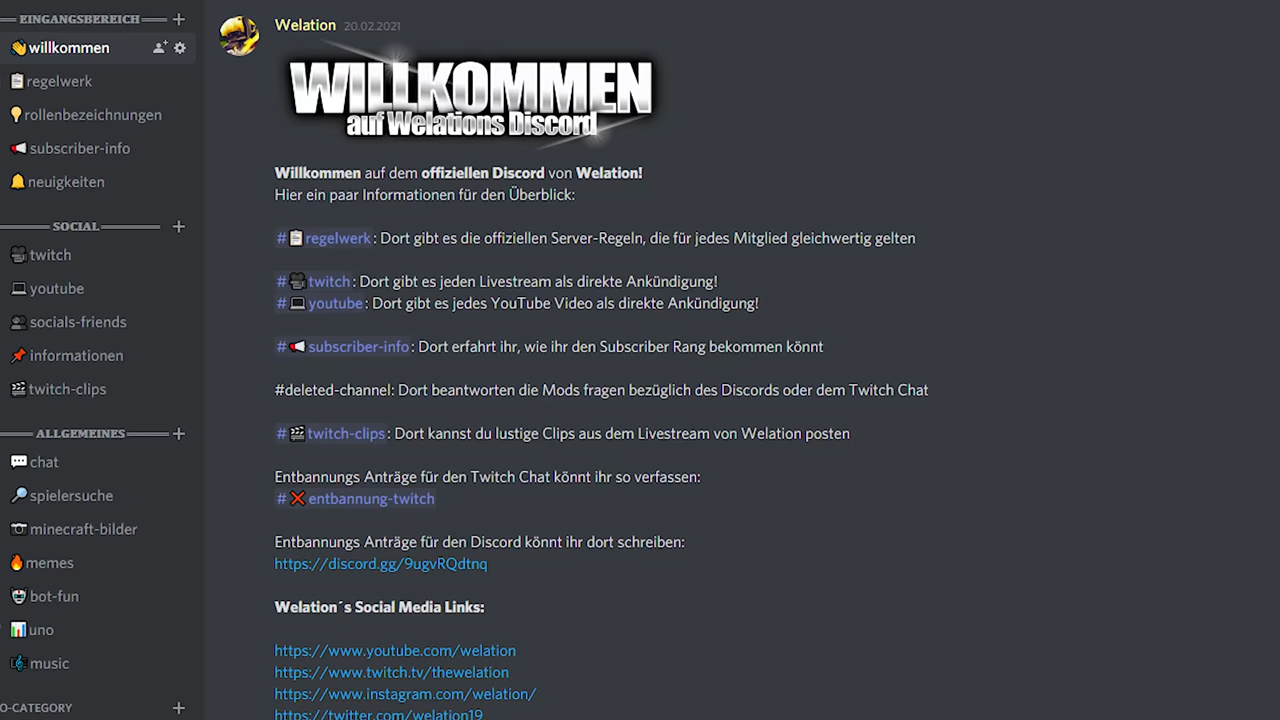 EINGANGSBEREICH
willkommen
regelwerk
rollenbezeichnungen
subscriber-info
neuigkeiten
SOCIAL
twitch
youtube
socials-friends
informationen
twitch-clips
ALLGEMEINES
chat
spielersuche
minecraft-bilder
memes
bot-fun
uno
music
O-CATEGORY
Welation 20.02.2021
WILLKOMMEN
auf Welations Discord
Willkommen auf dem offiziellen Discord von Welation!
Hier ein paar Informationen für den Überblick:
#regelwerk: Dort gibt es die offiziellen Server-Regeln, die für jedes Mitglied gleichwertig gelten
#twitch: Dort gibt es jeden Livestream als direkte Ankündigung!
#youtube: Dort gibt es jedes YouTube Video als direkte Ankündigung!
#subscriber-info: Dort erfahrt ihr, wie ihr den Subscriber Rang bekommen könnt
#deleted-channel: Dort beantworten die Mods fragen bezüglich des Discords oder dem Twitch Chat
#twitch-clips: Dort kannst du lustige Clips aus dem Livestream von Welation posten
Entbannungs Anträge für den Twitch Chat könnt ihr so verfassen:
#entbannung-twitch
Entbannungs Anträge für den Discord könnt ihr dort schreiben:
https://discord.gg/9ugvRQdtnq
Welation´s Social Media Links:
https://www.youtube.com/welation
https://www.twitch.tv/thewelation
https://www.instagram.com/welation/
https://twitter.com/welation19